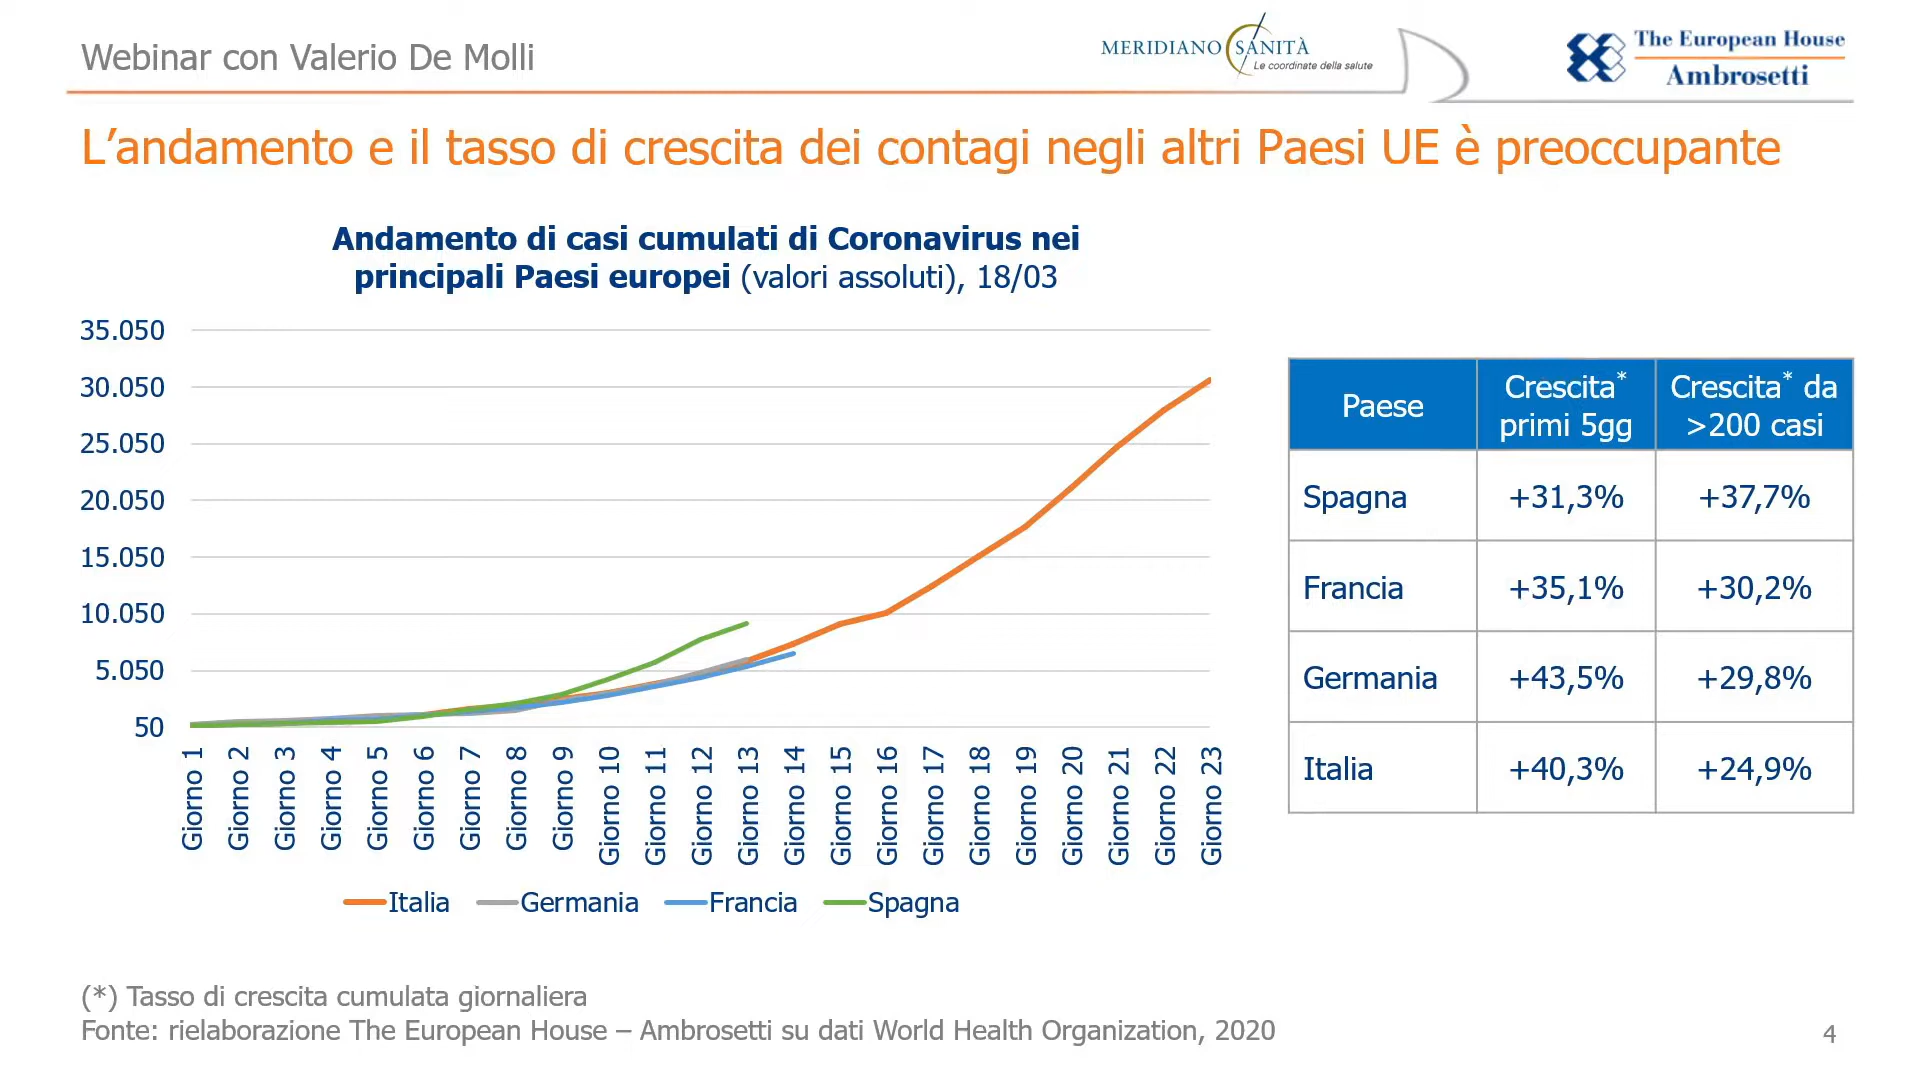 Webinar con Valerio De Molli
MERIDIANO SANITÀ
Le coordinate della salute
The European House
Ambrosetti
L’andamento e il tasso di crescita dei contagi negli altri Paesi UE è preoccupante
Andamento di casi cumulati di Coronavirus nei
principali Paesi europei (valori assoluti), 18/03
35.050
30.050
25.050
20.050
15.050
10.050
5.050
50
Giorno 1
Giorno 2
Giorno 3
Giorno 4
Giorno 5
Giorno 6
Giorno 7
Giorno 8
Giorno 9
Giorno 10
Giorno 11
Giorno 12
Giorno 13
Giorno 14
Giorno 15
Giorno 16
Giorno 17
Giorno 18
Giorno 19
Giorno 20
Giorno 21
Giorno 22
Giorno 23
Italia Germania Francia Spagna
Paese Crescita* primi 5gg Crescita* da >200 casi
Spagna +31,3% +37,7%
Francia +35,1% +30,2%
Germania +43,5% +29,8%
Italia +40,3% +24,9%
(*) Tasso di crescita cumulata giornaliera
Fonte: rielaborazione The European House – Ambrosetti su dati World Health Organization, 2020
4